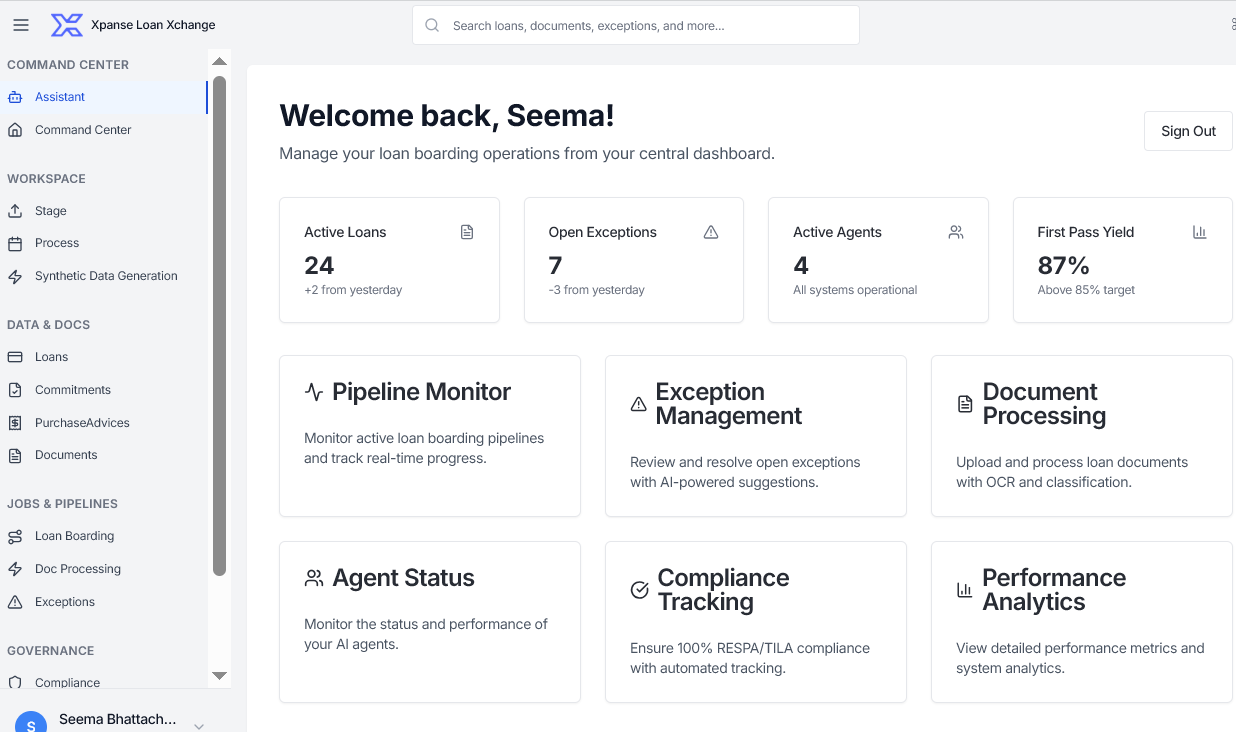 Xpanse Loan Xchange
Search loans, documents, exceptions, and more...
COMMAND CENTER
Assistant
Command Center
WORKSPACE
Stage
Process
Synthetic Data Generation
DATA & DOCS
Loans
Commitments
PurchaseAdvices
Documents
JOBS & PIPELINES
Loan Boarding
Doc Processing
Exceptions
GOVERNANCE
Compliance
S
Seema Bhattach...
Welcome back, Seema!
Manage your loan boarding operations from your central dashboard.
Sign Out
Active Loans
24
+2 from yesterday
Open Exceptions
7
-3 from yesterday
Active Agents
4
All systems operational
First Pass Yield
87%
Above 85% target
Pipeline Monitor
Monitor active loan boarding pipelines
and track real-time progress.
Exception
Management
Review and resolve open exceptions
with AI-powered suggestions.
Document
Processing
Upload and process loan documents
with OCR and classification.
Agent Status
Monitor the status and performance of
your AI agents.
Compliance
Tracking
Ensure 100% RESPA/TILA compliance
with automated tracking.
Performance
Analytics
View detailed performance metrics and
system analytics.